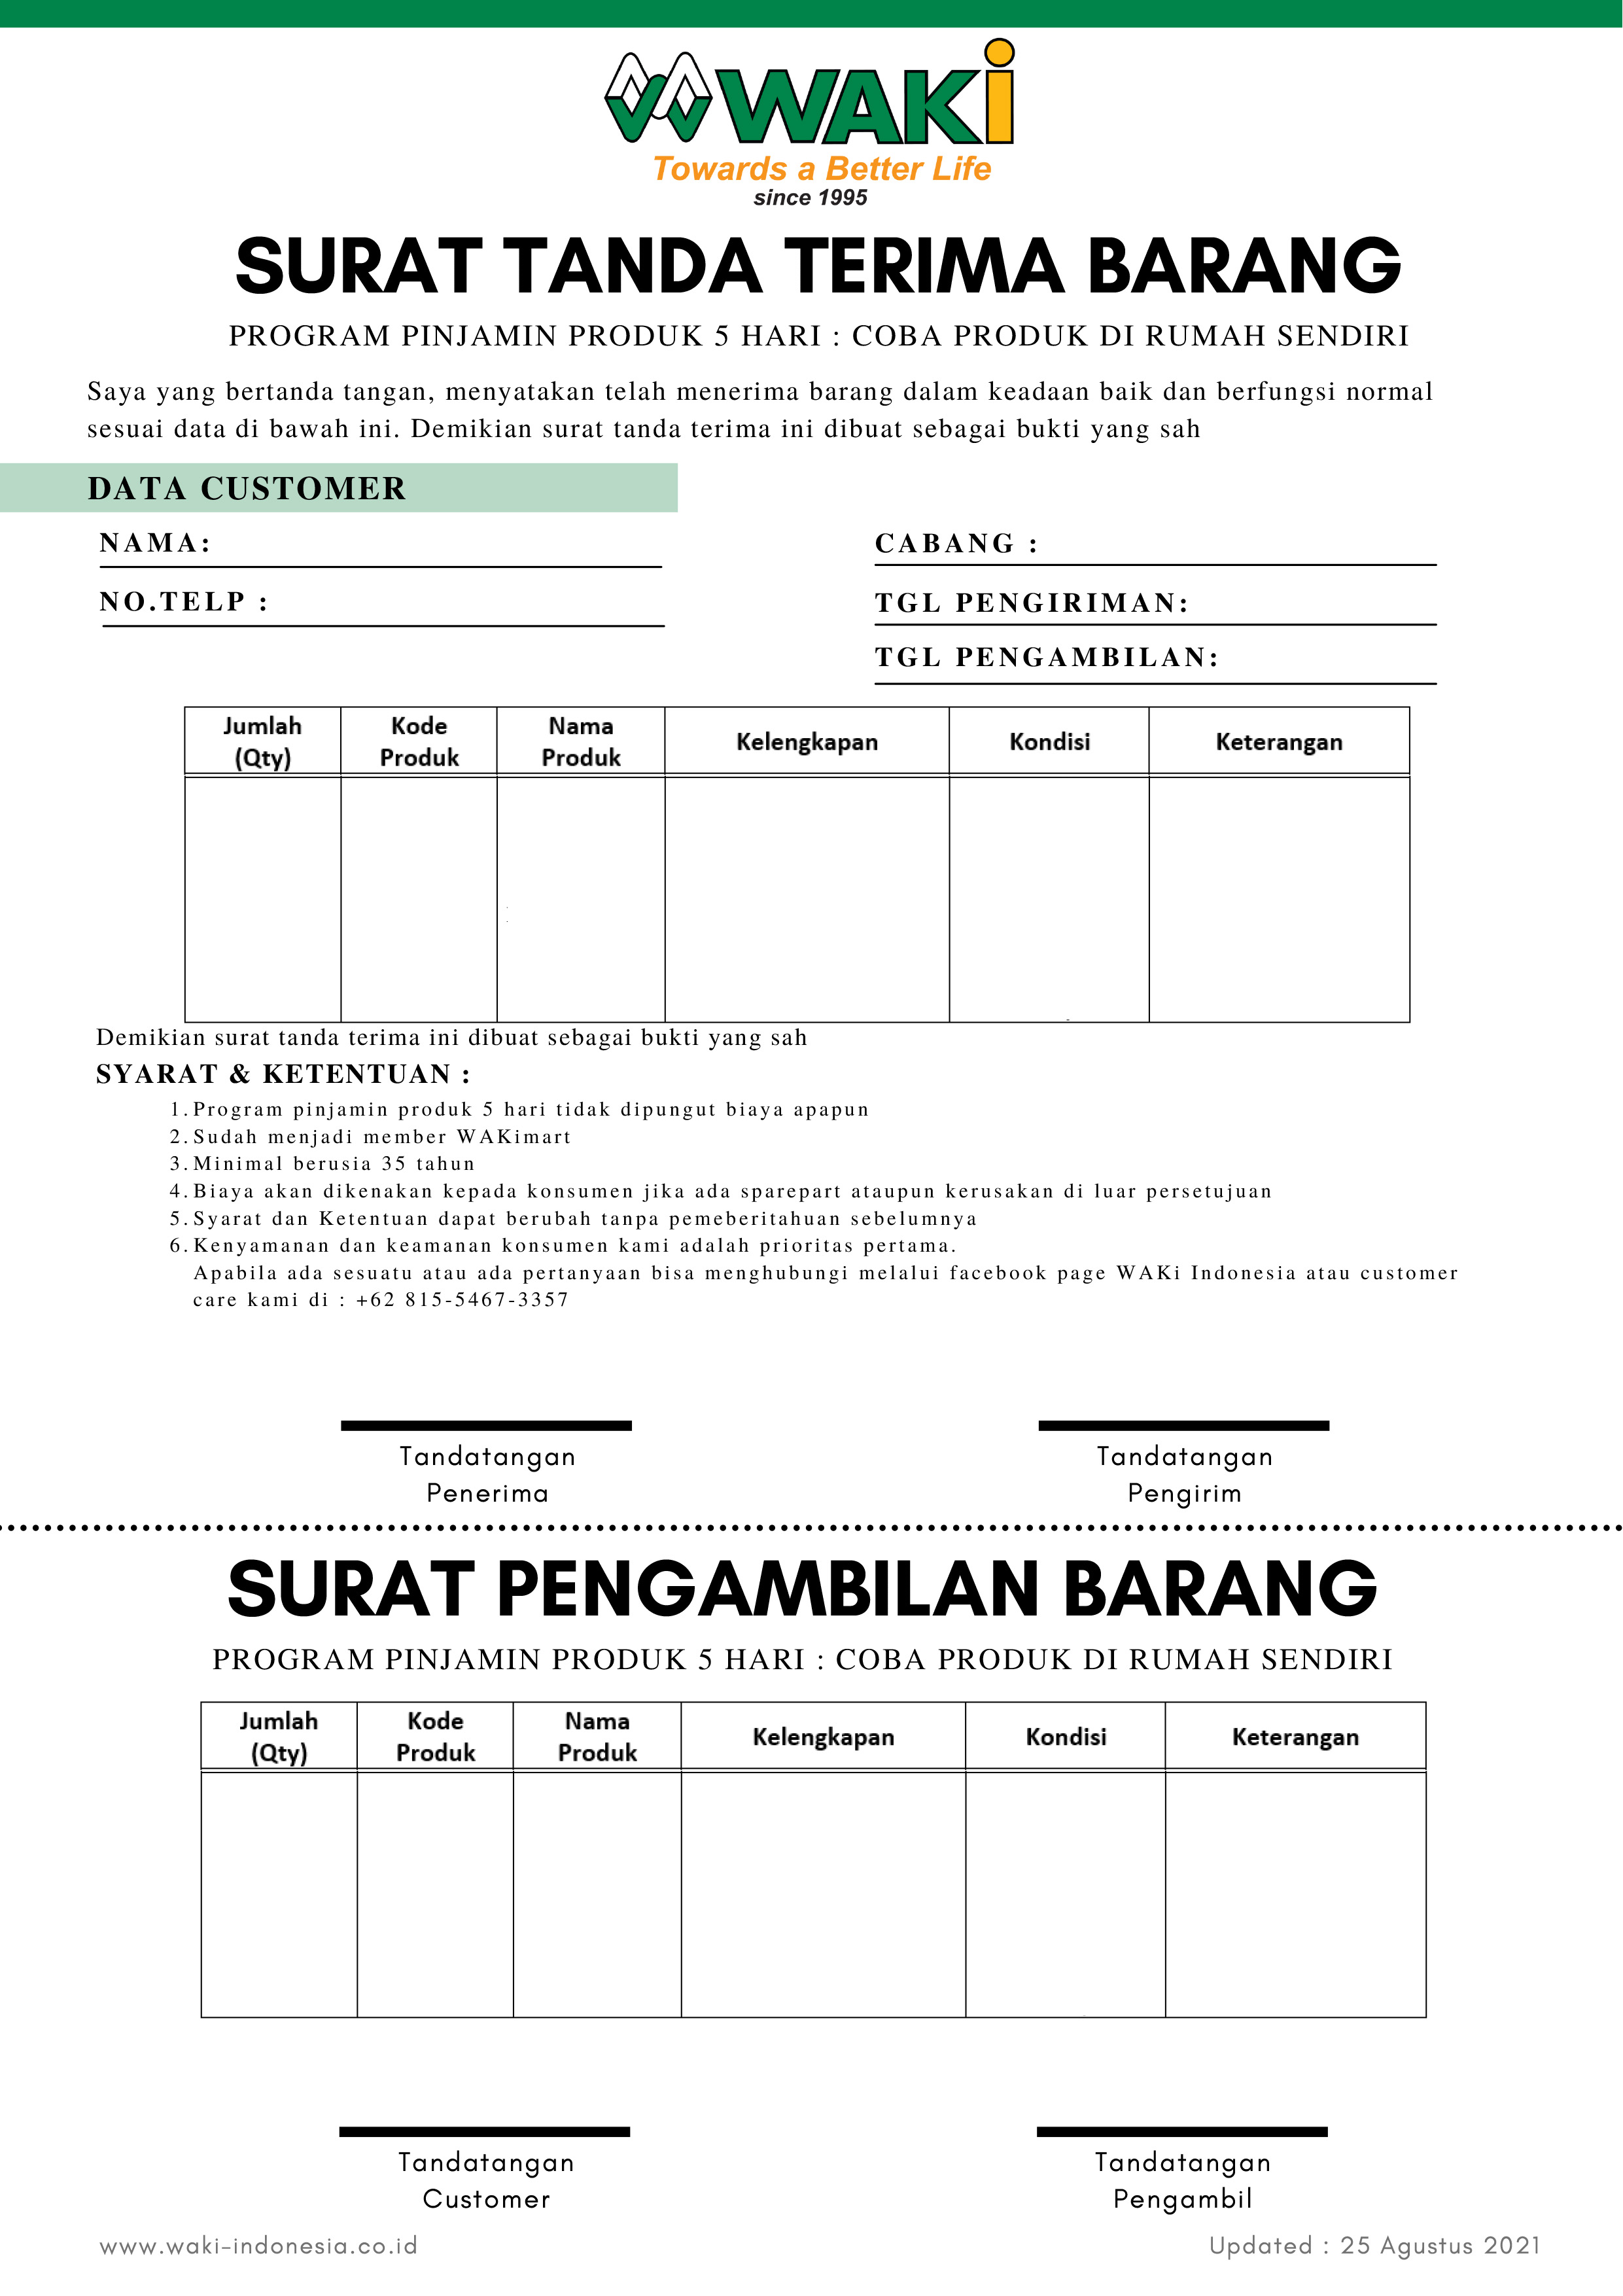 WAKi
Towards a Better Life
since 1995
SURAT TANDA TERIMA BARANG
PROGRAM PINJAMIN PRODUK 5 HARI : COBA PRODUK DI RUMAH SENDIRI
Saya yang bertanda tangan, menyatakan telah menerima barang dalam keadaan baik dan berfungsi normal
sesuai data di bawah ini. Demikian surat tanda terima ini dibuat sebagai bukti yang sah
DATA CUSTOMER
NAMA:
NO.TELP :
CABANG :
TGL PENGIRIMAN:
TGL PENGAMBILAN:
Jumlah (Qty) Kode Produk Nama Produk Kelengkapan Kondisi Keterangan
Demikian surat tanda terima ini dibuat sebagai bukti yang sah
SYARAT & KETENTUAN :
1. Program pinjamin produk 5 hari tidak dipungut biaya apapun
2. Sudah menjadi member WAKimart
3. Minimal berusia 35 tahun
4. Biaya akan dikenakan kepada konsumen jika ada sparepart ataupun kerusakan di luar persetujuan
5. Syarat dan Ketentuan dapat berubah tanpa pemeberitahuan sebelumnya
6. Kenyamanan dan keamanan konsumen kami adalah prioritas pertama.
Apabila ada sesuatu atau ada pertanyaan bisa menghubungi melalui facebook page WAKi Indonesia atau customer
care kami di : +62 815-5467-3357
Tandatangan
Penerima
Tandatangan
Pengirim
SURAT PENGAMBILAN BARANG
PROGRAM PINJAMIN PRODUK 5 HARI : COBA PRODUK DI RUMAH SENDIRI
Jumlah (Qty) Kode Produk Nama Produk Kelengkapan Kondisi Keterangan
Tandatangan
Customer
Tandatangan
Pengambil
www.waki-indonesia.co.id
Updated : 25 Agustus 2021